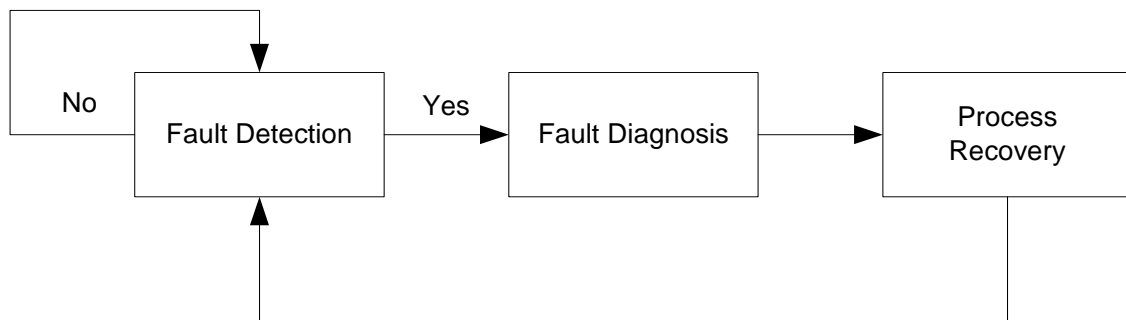 No
Fault Detection
Yes
Fault Diagnosis
Process
Recovery